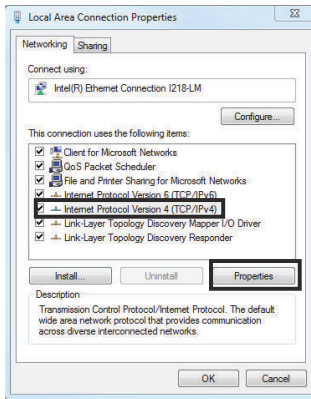 Local Area Connection Properties
Networking Sharing
Connect using:
Intel(R) Ethernet Connection I218-LM
Configure...
This connection uses the following items:
Client for Microsoft Networks
QoS Packet Scheduler
File and Printer Sharing for Microsoft Networks
Internet Protocol Version 6 (TCP/IPv6)
Internet Protocol Version 4 (TCP/IPv4)
Link-Layer Topology Discovery Mapper I/O Driver
Link-Layer Topology Discovery Responder
Install... Uninstall Properties
Description
Transmission Control Protocol/Internet Protocol. The default
wide area network protocol that provides communication
across diverse interconnected networks.
OK Cancel